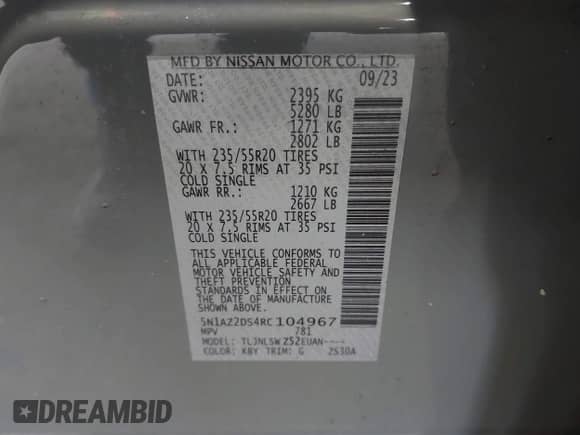 MFD BY NISSAN MOTOR CO., LTD.
DATE: 09/23
GVWR: 2395 KG
5280 LB
GAWR FR.: 1271 KG
2802 LB
WITH 235/55R20 TIRES
20 X 7.5 RIMS AT 35 PSI
COLD SINGLE
GAWR RR.: 1210 KG
2667 LB
WITH 235/55R20 TIRES
20 X 7.5 RIMS AT 35 PSI
COLD SINGLE
THIS VEHICLE CONFORMS TO
ALL APPLICABLE FEDERAL
MOTOR VEHICLE SAFETY AND
THEFT PREVENTION
STANDARDS IN EFFECT ON
THE DATE OF MANUFACTURE
SHOWN ABOVE.
5N1AZ2DS4RC104967
MPV 781
MODEL: TLJNLSW Z52EUAN----
COLOR: KBY TRIM: G 2S30A
DREAMBID